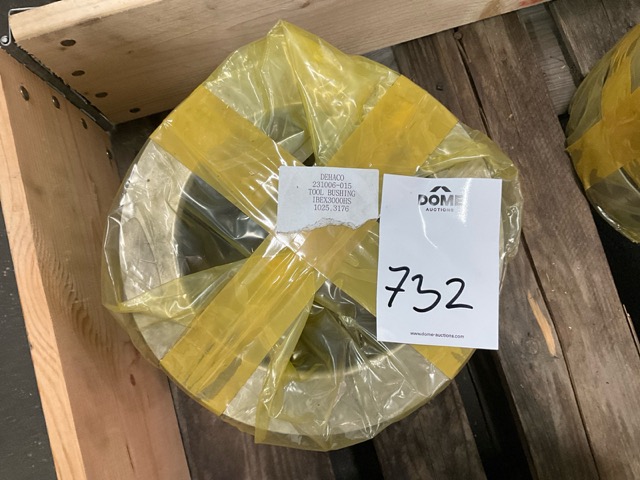 DEHACO
231006-015
TOOL BUSHING
IBEX3000HS
1025.3176
DOME
AUCTIONS
732
www.dome-auctions.com